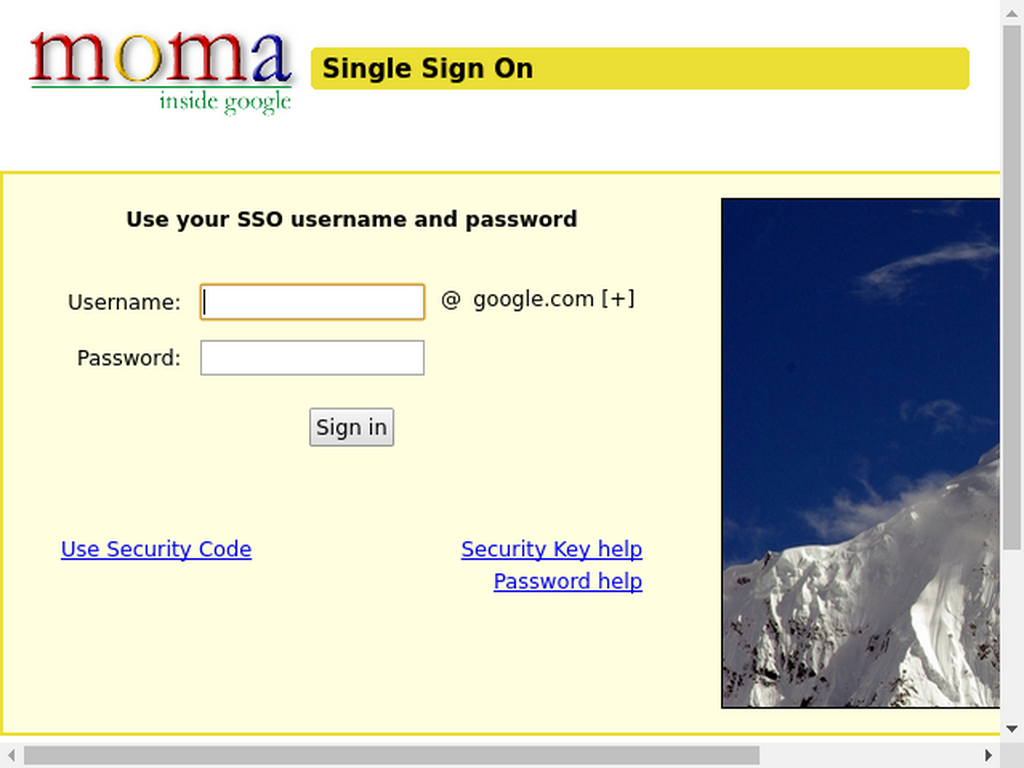 moma
inside google
Single Sign On
Use your SSO username and password
Username: @ google.com [+]
Password:
Sign in
Use Security Code
Security Key help
Password help